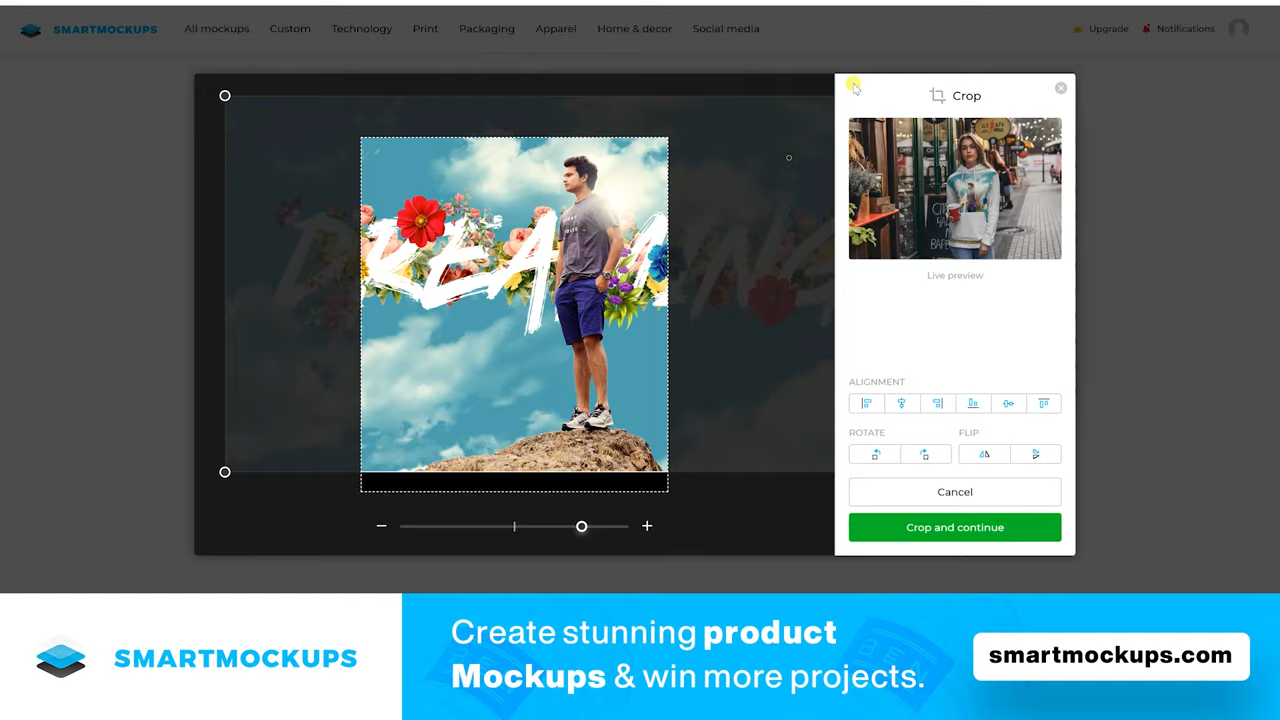 SMARTMOCKUPS All mockups Custom Technology Print Packaging Apparel Home & decor Social media Upgrade Notifications
Crop
DREAMING
Live preview
ALIGNMENT
ROTATE FLIP
Cancel
Crop and continue
SMARTMOCKUPS
Create stunning product
Mockups & win more projects.
smartmockups.com